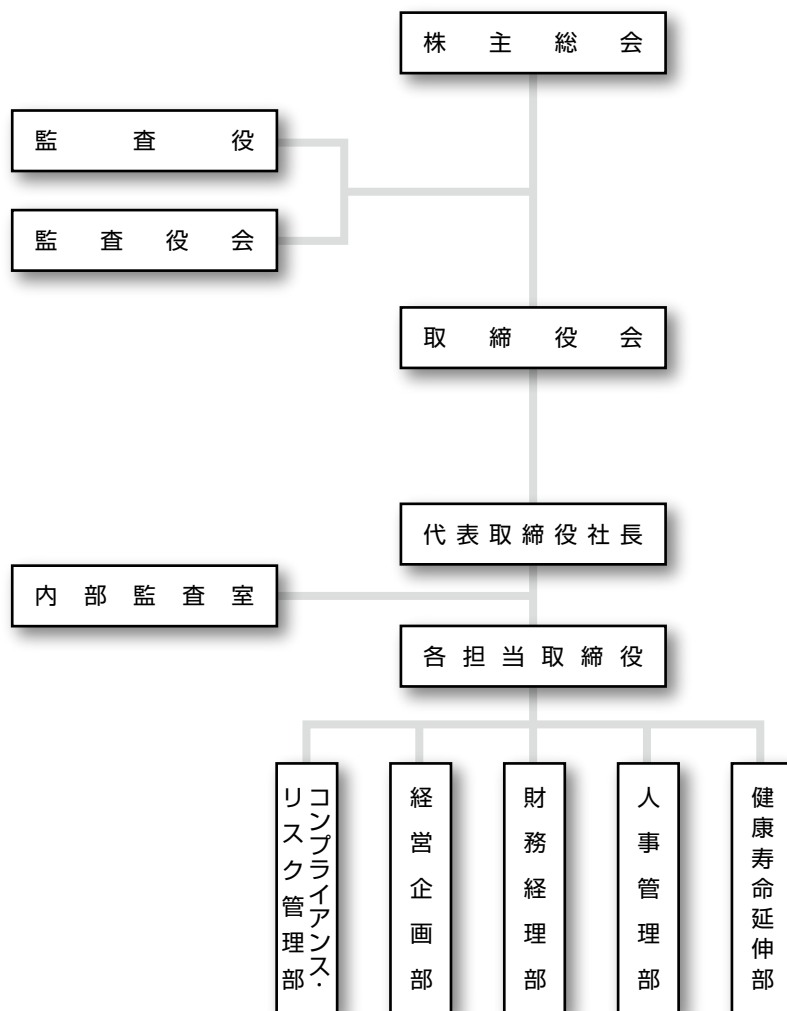 株主総会
監査役
監査役会
取締役会
代表取締役社長
内部監査室
各担当取締役
コンプライアンス・
リスク管理部
経営企画部
財務経理部
人事管理部
健康寿命延伸部